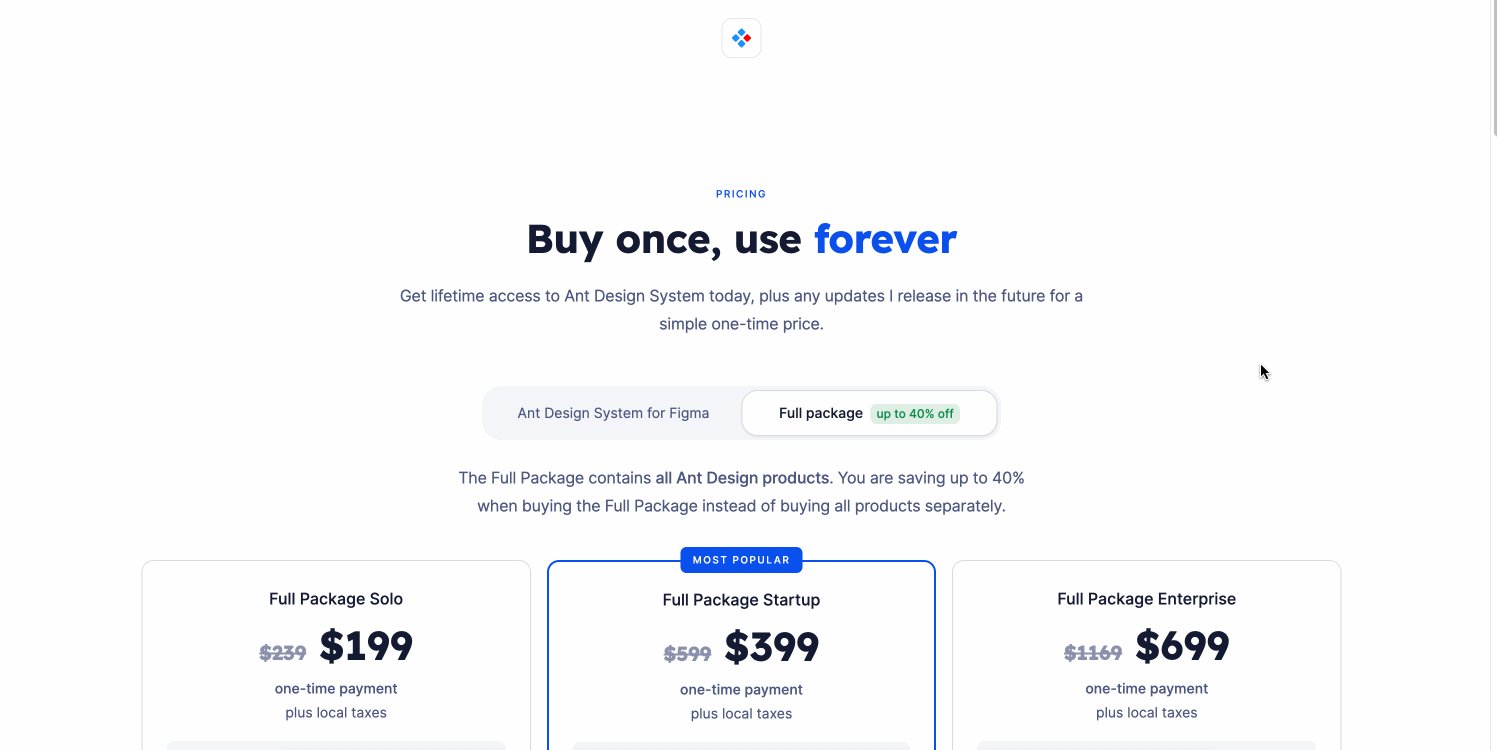 PRICING
Buy once, use forever
Get lifetime access to Ant Design System today, plus any updates I release in the future for a
simple one-time price.
Ant Design System for Figma
Full package up to 40% off
The Full Package contains all Ant Design products. You are saving up to 40%
when buying the Full Package instead of buying all products separately.
Full Package Solo
$239 $199
one-time payment
plus local taxes
MOST POPULAR
Full Package Startup
$599 $399
one-time payment
plus local taxes
Full Package Enterprise
$1169 $699
one-time payment
plus local taxes